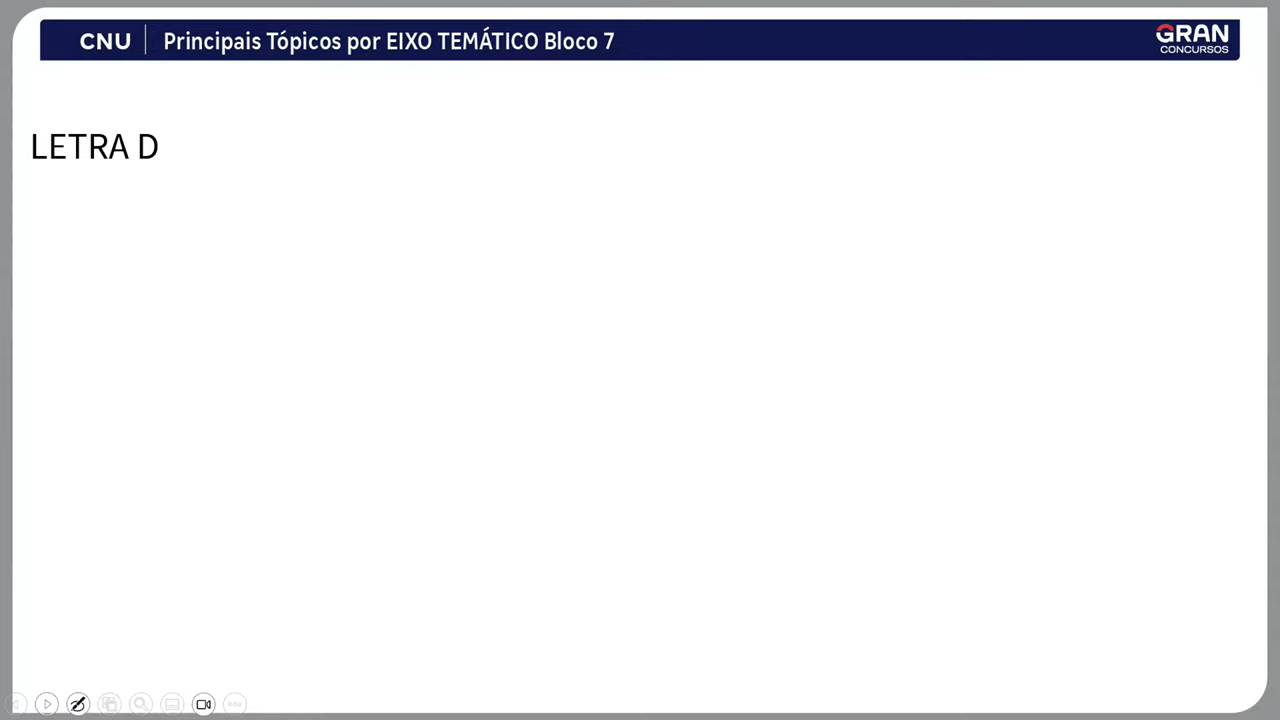 CNU Principais Tópicos por EIXO TEMÁTICO Bloco 7
GRAN
CONCURSOS
LETRA D